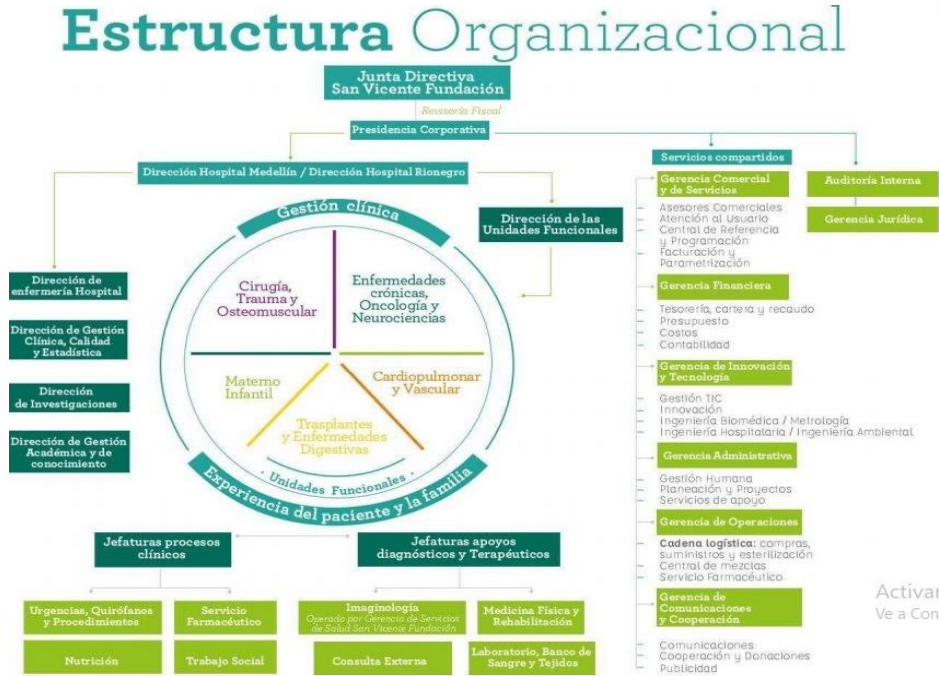 Estructura Organizacional
Junta Directiva
San Vicente Fundación
Revisoría Fiscal
Presidencia Corporativa
Dirección Hospital Medellín / Dirección Hospital Rionegro
Dirección de las
Unidades Funcionales
Dirección de
enfermería Hospital
Dirección de Gestión
Clínica, Calidad
y Estadística
Dirección
de Investigaciones
Dirección de Gestión
Académica y de
conocimiento
Gestión clínica
Cirugía,
Trauma y
Osteomuscular
Enfermedades
crónicas,
Oncología y
Neurociencias
Materno
Infantil
Cardiopulmonar
y Vascular
Trasplantes
y Enfermedades
Digestivas
· Unidades Funcionales ·
Experiencia del paciente y la familia
Jefaturas procesos
clínicos
Jefaturas apoyos
diagnósticos y Terapéuticos
Urgencias, Quirófanos
y Procedimientos
Servicio
Farmacéutico
Nutrición
Trabajo Social
Imaginología
Operado por Gerencia de Servicios
de Salud San Vicente Fundación
Medicina Física y
Rehabilitación
Consulta Externa
Laboratorio, Banco de
Sangre y Tejidos
Servicios compartidos
Gerencia Comercial
y de Servicios
Asesores Comerciales
Atención al Usuario
Central de Referencia
y Programación
Facturación y
Parametrización
Gerencia Financiera
Tesorería, cartera y recaudo
Presupuesto
Costos
Contabilidad
Gerencia de Innovación
y Tecnología
Gestión TIC
Innovación
Ingeniería Biomédica / Metrología
Ingeniería Hospitalaria / Ingeniería Ambiental
Gerencia Administrativa
Gestión Humana
Planeación y Proyectos
Servicios de apoyo
Gerencia de Operaciones
Cadena logística: compras,
suministros y esterilización
Central de mezclas
Servicio Farmacéutico
Gerencia de
Comunicaciones
y Cooperación
Comunicaciones
Cooperación y Donaciones
Publicidad
Auditoría Interna
Gerencia Jurídica
Activar
Ve a Con